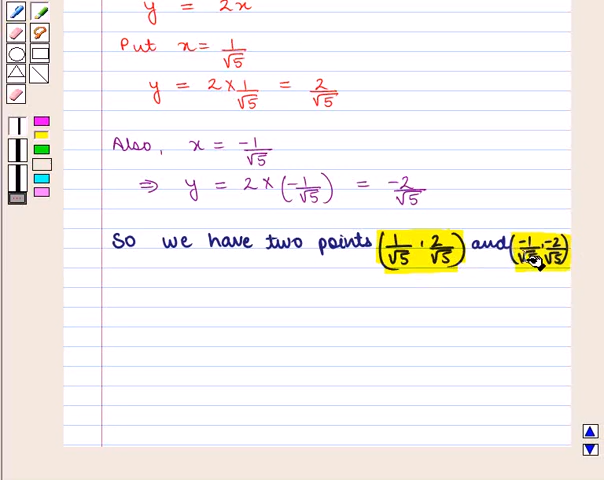 y = 2x
Put x = 1/√5
y = 2 × 1/√5 = 2/√5
Also, x = -1/√5
⇒ y = 2 × (-1/√5) = -2/√5
So we have two points (1/√5, 2/√5) and (-1/√5, -2/√5)